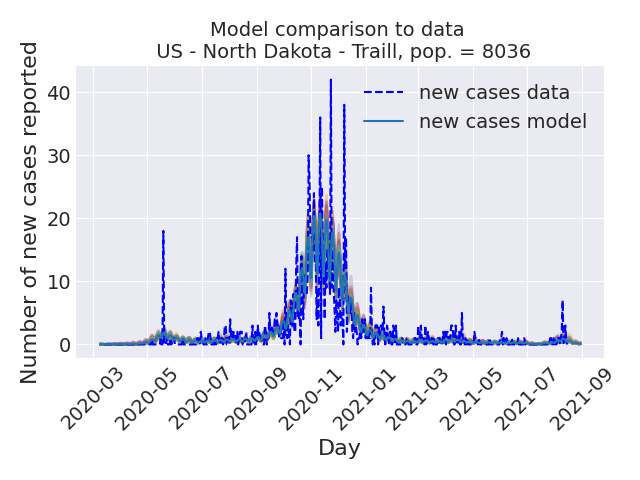 Model comparison to data
US - North Dakota - Traill, pop. = 8036
Number of new cases reported
40
30
20
10
0
new cases data
new cases model
2020-03
2020-05
2020-07
2020-09
2020-11
2021-01
2021-03
2021-05
2021-07
2021-09
Day